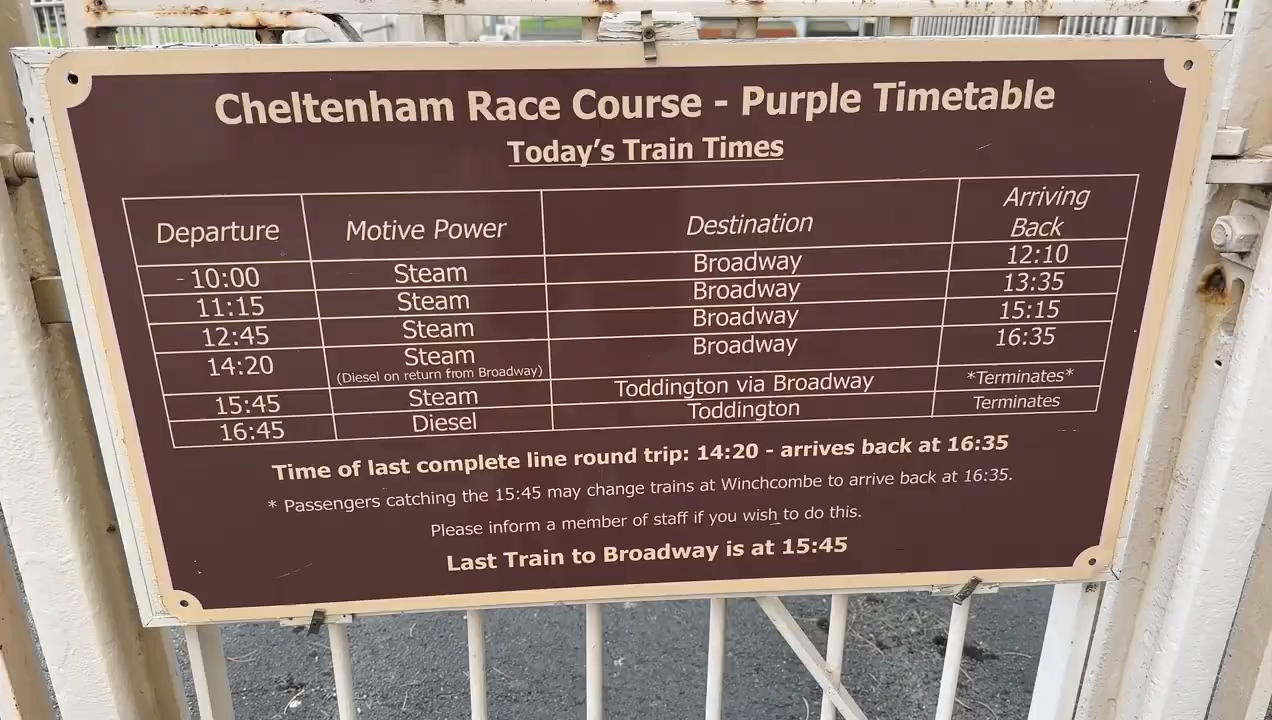 Cheltenham Race Course - Purple Timetable
Today's Train Times
Departure Motive Power Destination Arriving Back
10:00 Steam Broadway 12:10
11:15 Steam Broadway 13:35
12:45 Steam Broadway 15:15
14:20 Steam (Diesel on return from Broadway) Broadway 16:35
15:45 Steam Toddington via Broadway *Terminates*
16:45 Diesel Toddington Terminates
Time of last complete line round trip: 14:20 - arrives back at 16:35
* Passengers catching the 15:45 may change trains at Winchcombe to arrive back at 16:35.
Please inform a member of staff if you wish to do this.
Last Train to Broadway is at 15:45